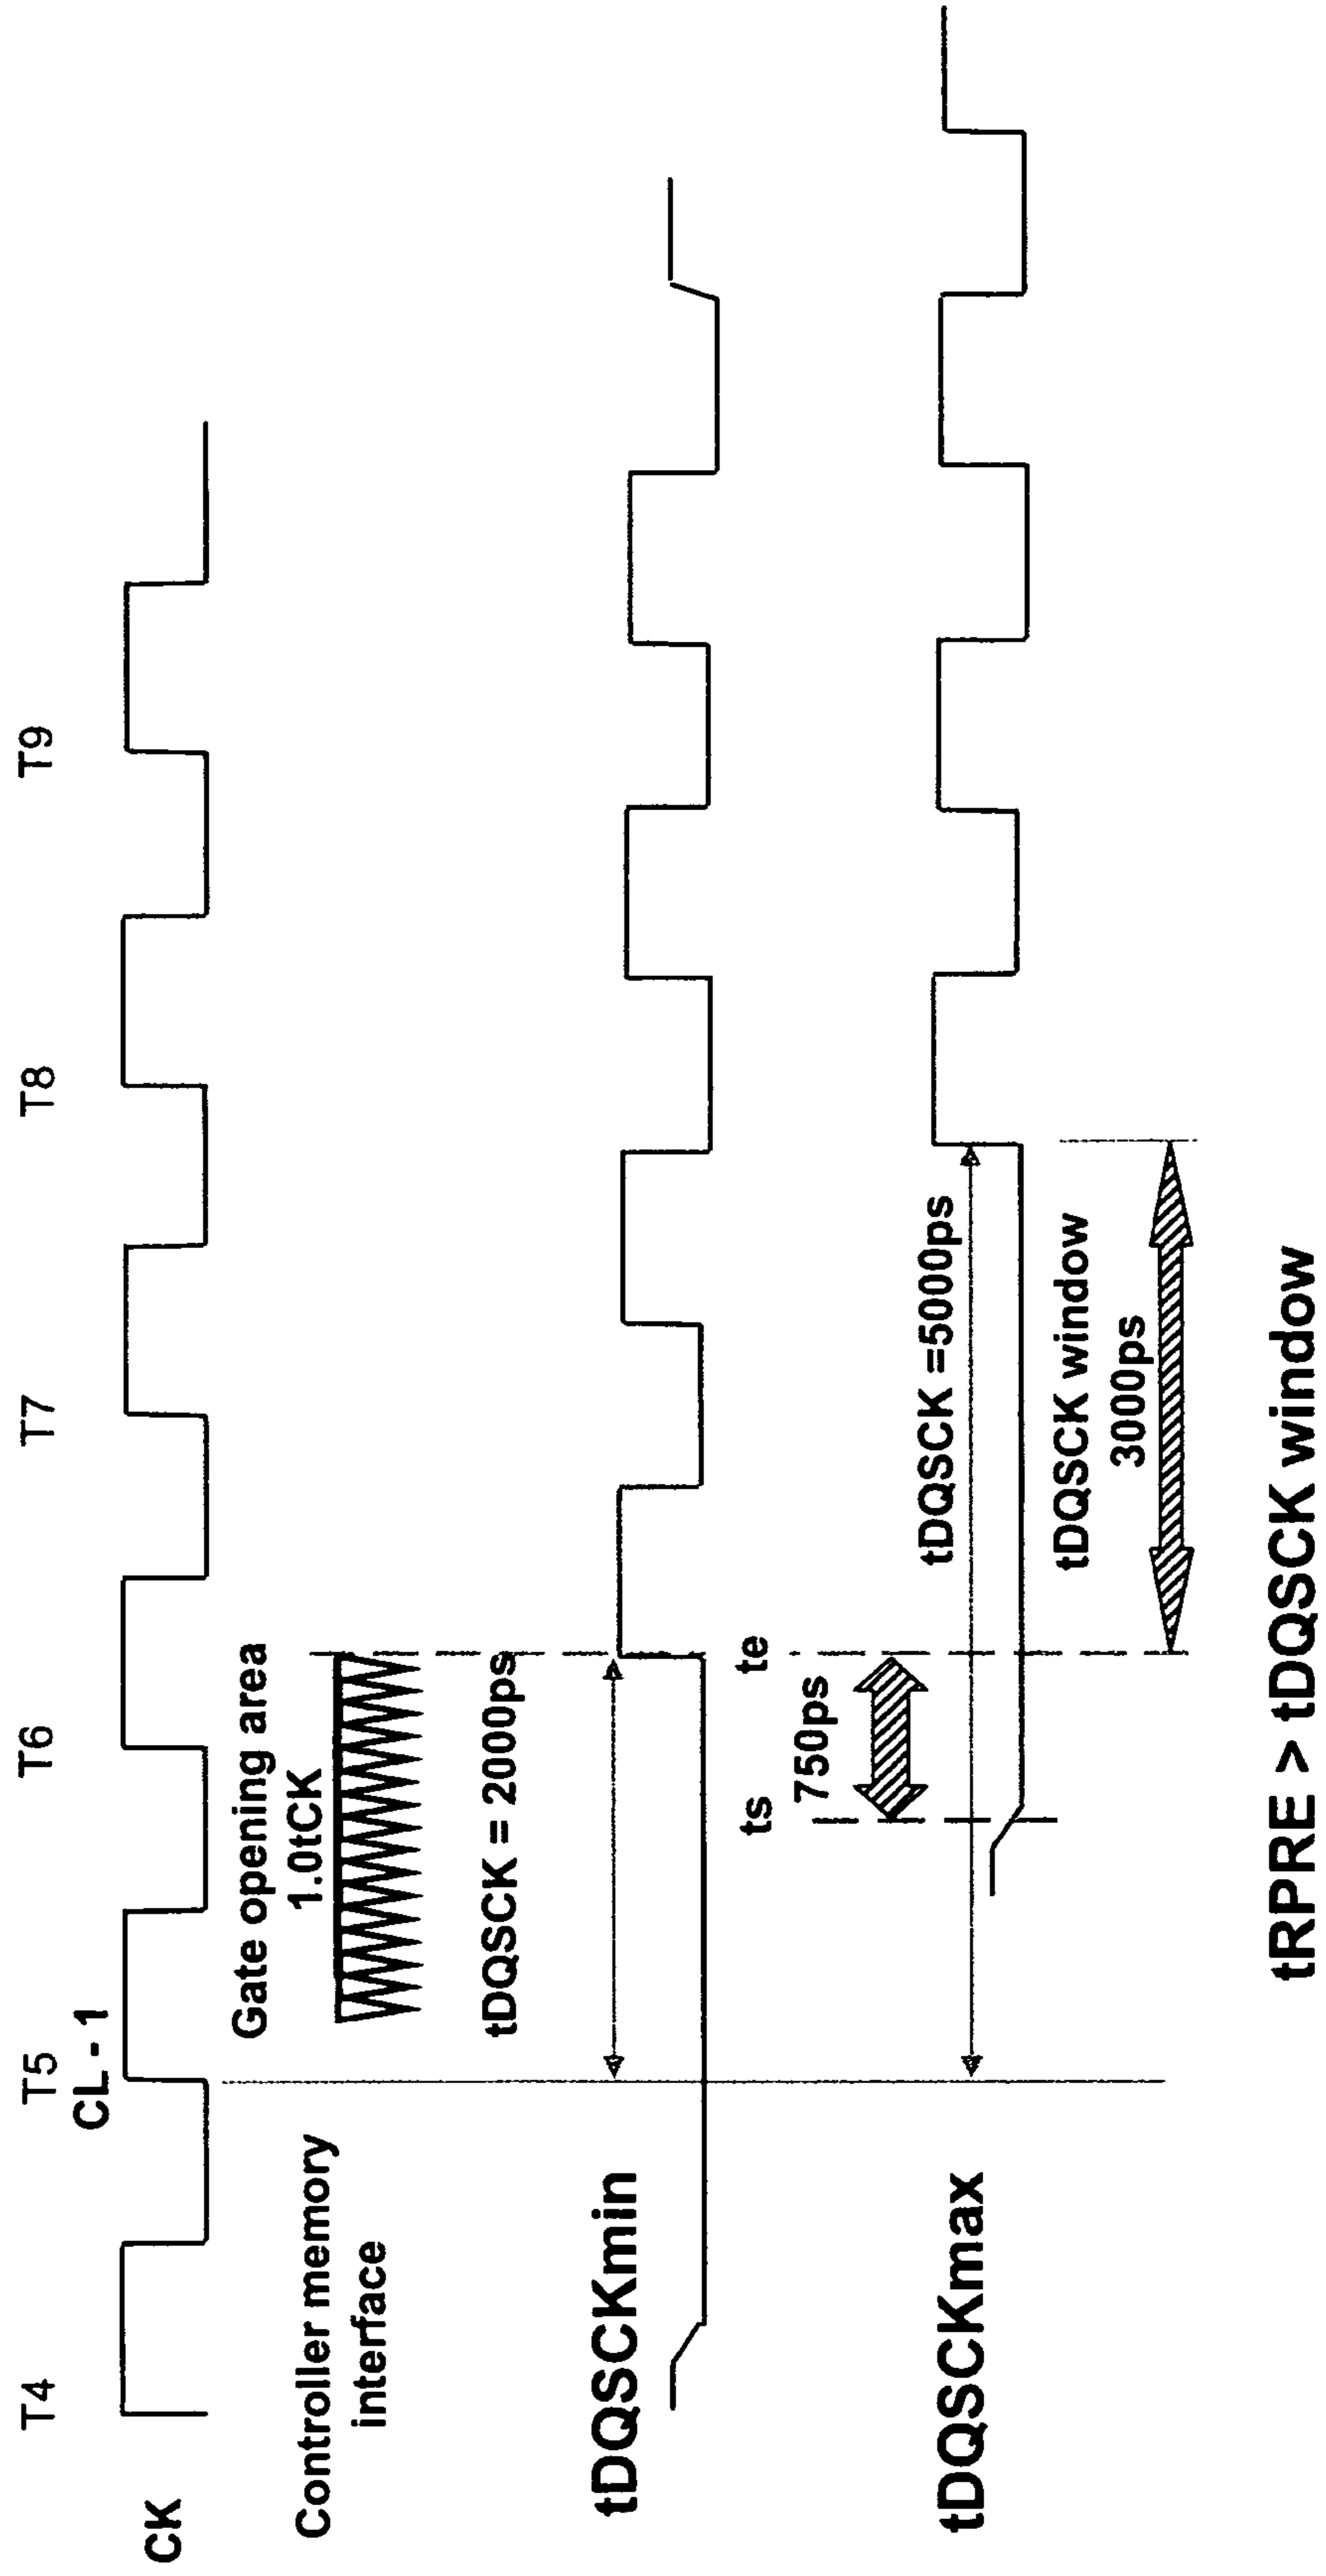 T4
T5
T6
T7
T8
T9
CK
CL - 1
Controller memory
interface
Gate opening area
1.0tCK
tDQSCKmin
tDQSCK = 2000ps
ts
te
750ps
tDQSCKmax
tDQSCK =5000ps
tDQSCK window
3000ps
tRPRE > tDQSCK window